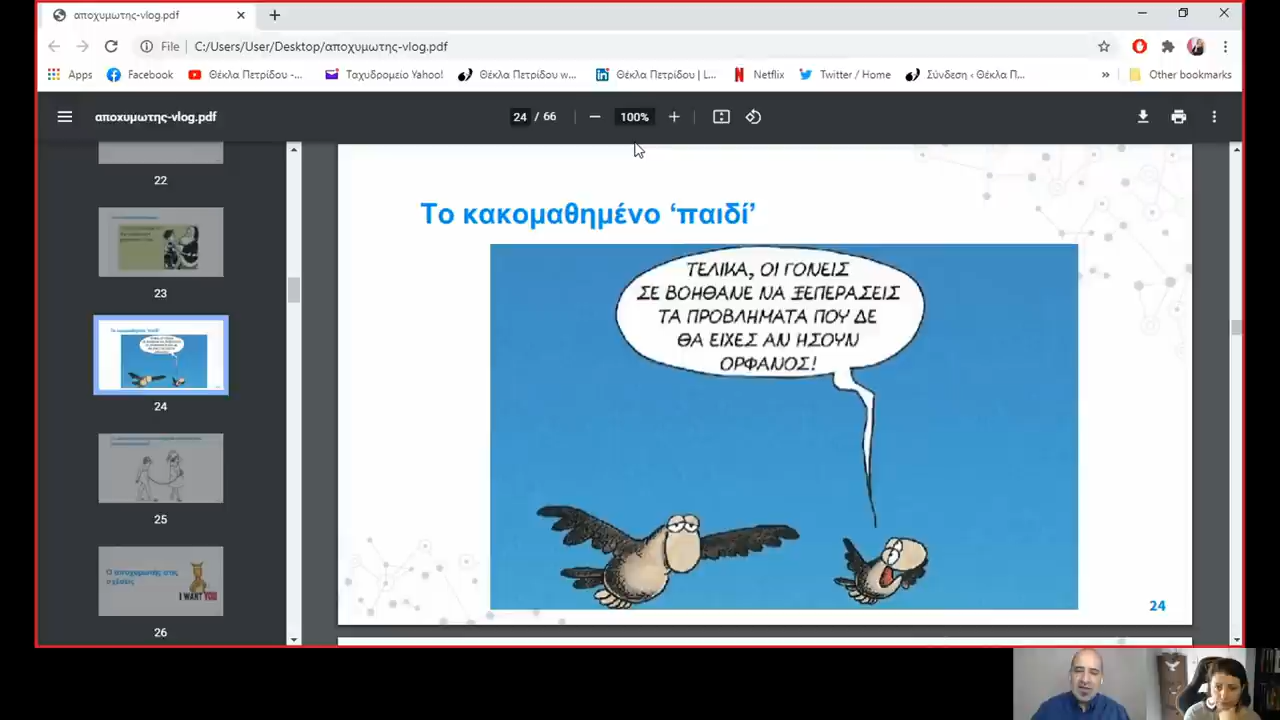 αποχυμωτης-vlog.pdf
File C:/Users/User/Desktop/αποχυμωτης-vlog.pdf
Apps Facebook Θέκλα Πετρίδου -... Ταχυδρομείο Yahoo! Θέκλα Πετρίδου w... Θέκλα Πετρίδου | L... Netflix Twitter / Home Σύνδεση ‹ Θέκλα Π... » Other bookmarks
αποχυμωτης-vlog.pdf 24 / 66 100%
22
23
24
25
Ο αποχυμωτής στις σχέσεις
I WANT YOU
26
Το κακομαθημένο ‘παιδί’
ΤΕΛΙΚΑ, ΟΙ ΓΟΝΕΙΣ
ΣΕ ΒΟΗΘΑΝΕ ΝΑ ΞΕΠΕΡΑΣΕΙΣ
ΤΑ ΠΡΟΒΛΗΜΑΤΑ ΠΟΥ ΔΕ
ΘΑ ΕΙΧΕΣ ΑΝ ΗΣΟΥΝ
ΟΡΦΑΝΟΣ!
24